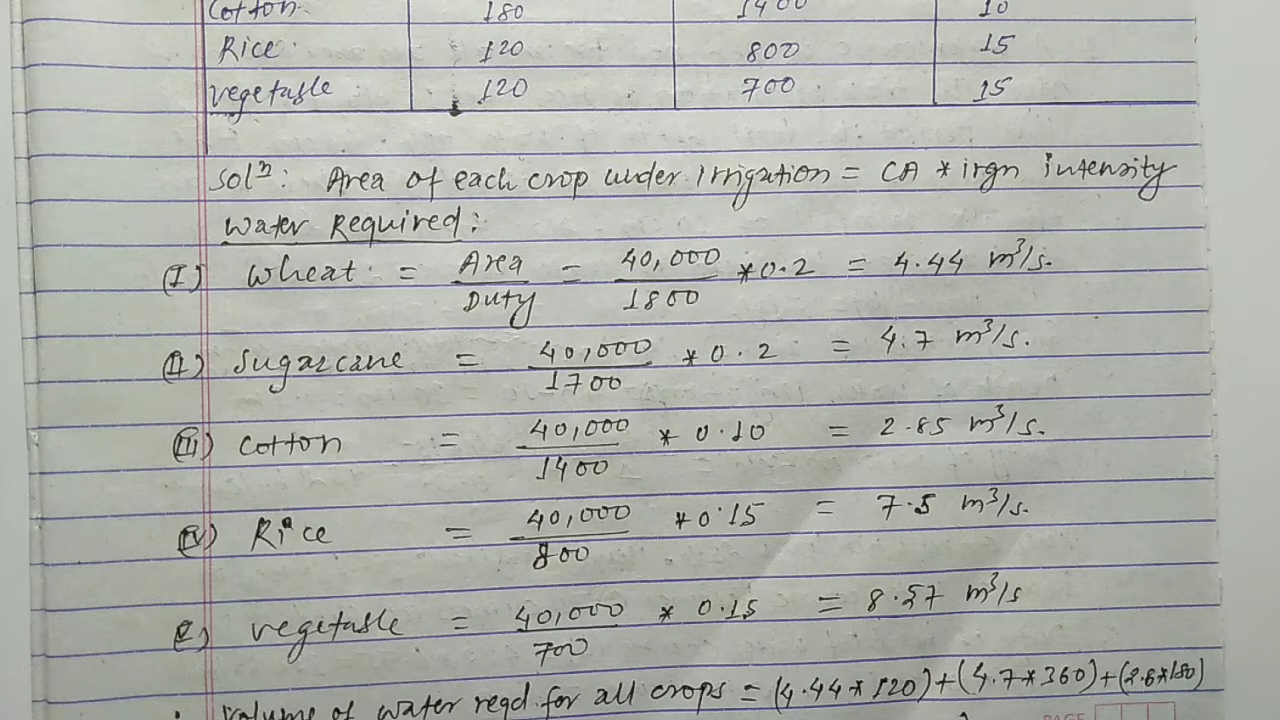 Cotton 180 1400 10
Rice 120 800 15
vegetable 120 700 15
Solⁿ: Area of each crop under Irrigation = CA * irgn intensity
Water Required:
(I) Wheat = Area/Duty = 40,000/1800 *0.2 = 4.44 m³/s.
(II) Sugarcane = 40,000/1700 *0.2 = 4.7 m³/s.
(III) Cotton = 40,000/1400 * 0.10 = 2.85 m³/s.
(IV) Rice = 40,000/800 *0.15 = 7.5 m³/s.
vegetable = 40,000/700 * 0.15 = 8.57 m³/s
Volume of water reqd. for all crops = (4.44*120)+(4.7*360)+(2.8*180)
PAGE